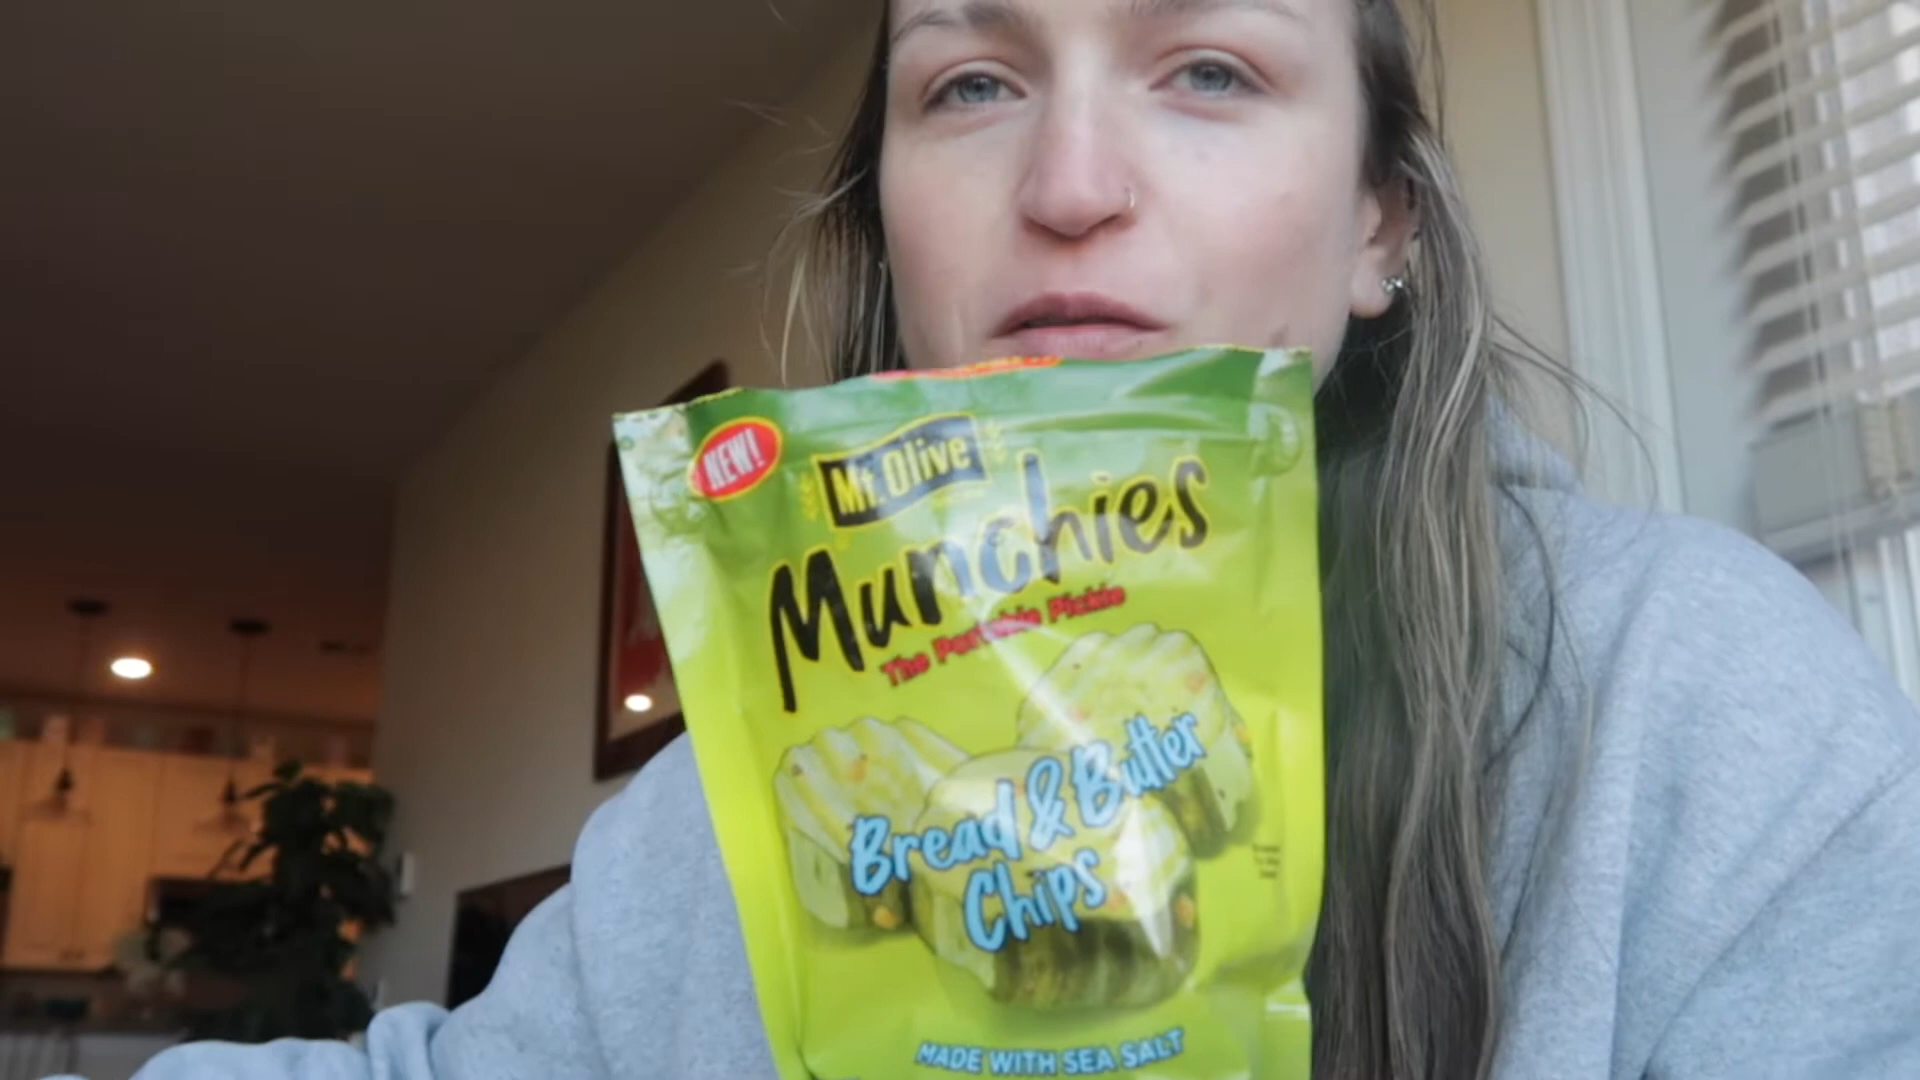 NEW!
Mt. Olive
Munchies
The Portable Pickle
Bread & Butter
Chips
MADE WITH SEA SALT